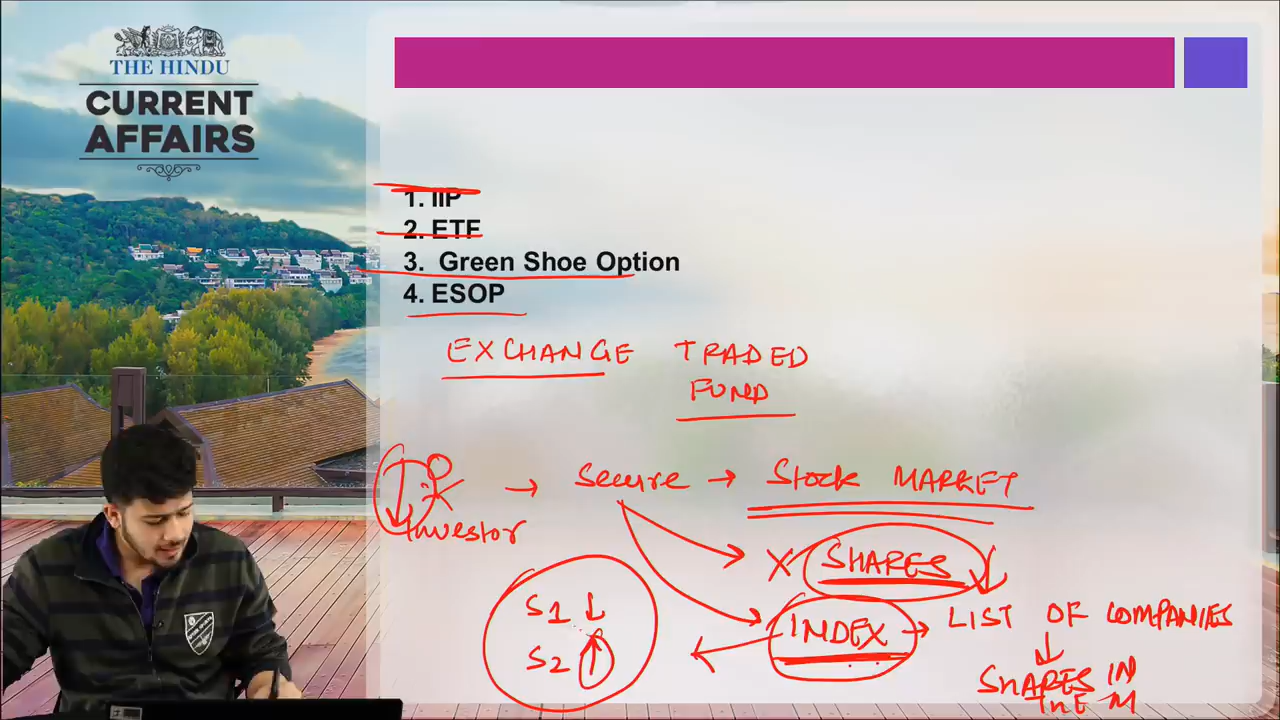 THE HINDU
CURRENT
AFFAIRS
1. IIP
2. ETF
3. Green Shoe Option
4. ESOP
EXCHANGE TRADED
FUND
Investor → Secure → Stock MARKET
X SHARES ↓
INDEX → LIST OF COMPANIES
↓
SHARES IN
THE M
S1 ↓
S2 ↑